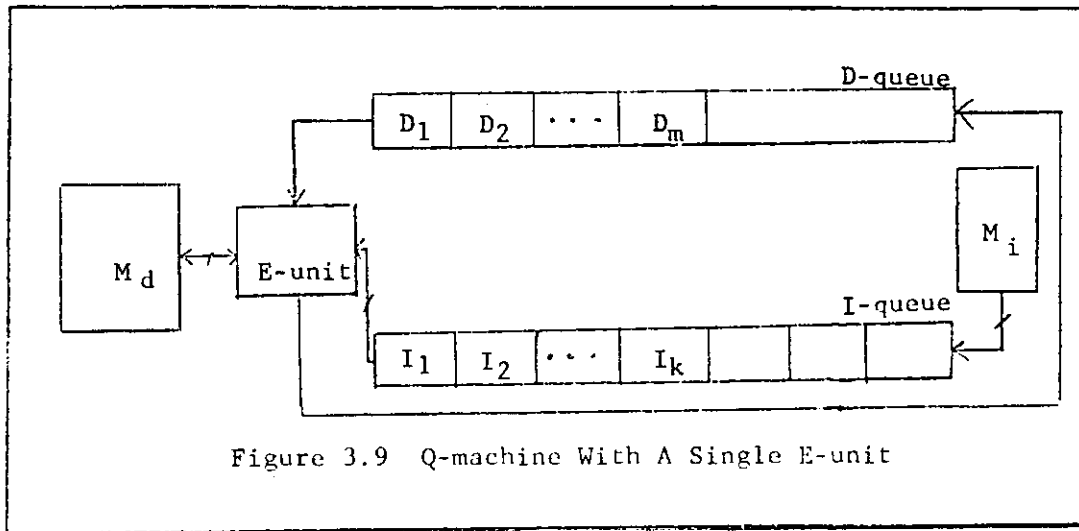 D-queue
D1 D2 ... Dm
Md
E-unit
Mi
I-queue
I1 I2 ... Ik
Figure 3.9 Q-machine With A Single E-unit